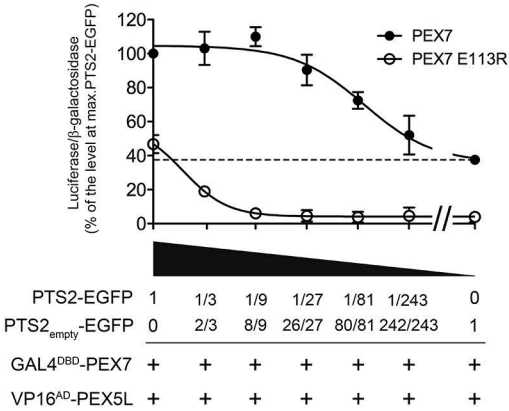 Luciferase/β-galactosidase
(% of the level at max.PTS2-EGFP)
120
100
80
60
40
20
0
PEX7
PEX7 E113R
//
PTS2-EGFP 1 1/3 1/9 1/27 1/81 1/243 0
PTS2empty-EGFP 0 2/3 8/9 26/27 80/81 242/243 1
GAL4DBD-PEX7 + + + + + + +
VP16AD-PEX5L + + + + + + +